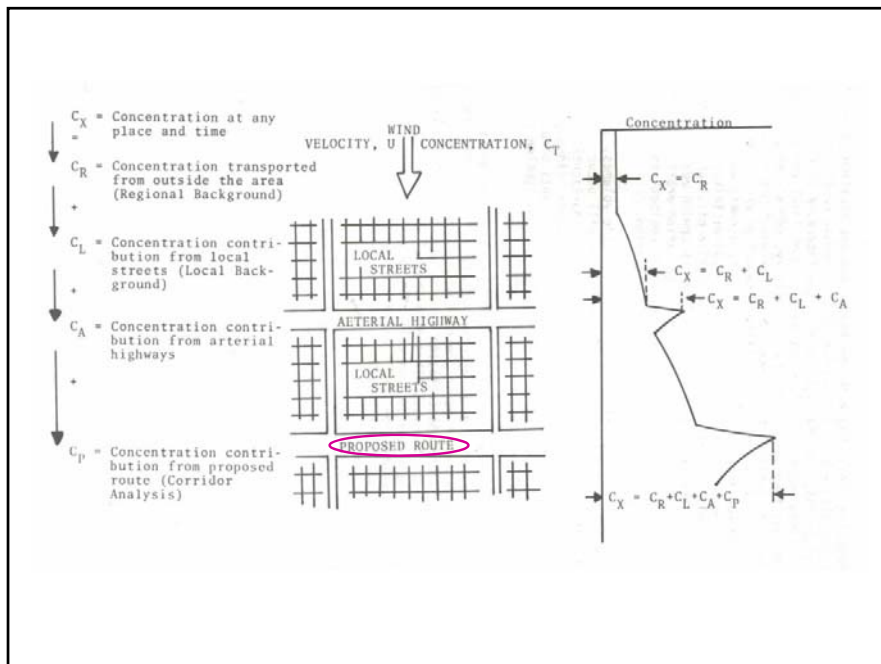 C_X = Concentration at any
place and time
=
C_R = Concentration transported
from outside the area
(Regional Background)
+
C_L = Concentration contri-
bution from local
streets (Local Back-
ground)
+
C_A = Concentration contri-
bution from arterial
highways
+
C_P = Concentration contri-
bution from proposed
route (Corridor
Analysis)
WIND
VELOCITY, U CONCENTRATION, C_T
LOCAL
STREETS
AETERIAL HIGHWAY
LOCAL
STREETS
PROPOSED ROUTE
Concentration
C_X = C_R
C_X = C_R + C_L
C_X = C_R + C_L + C_A
C_X = C_R+C_L+C_A+C_P